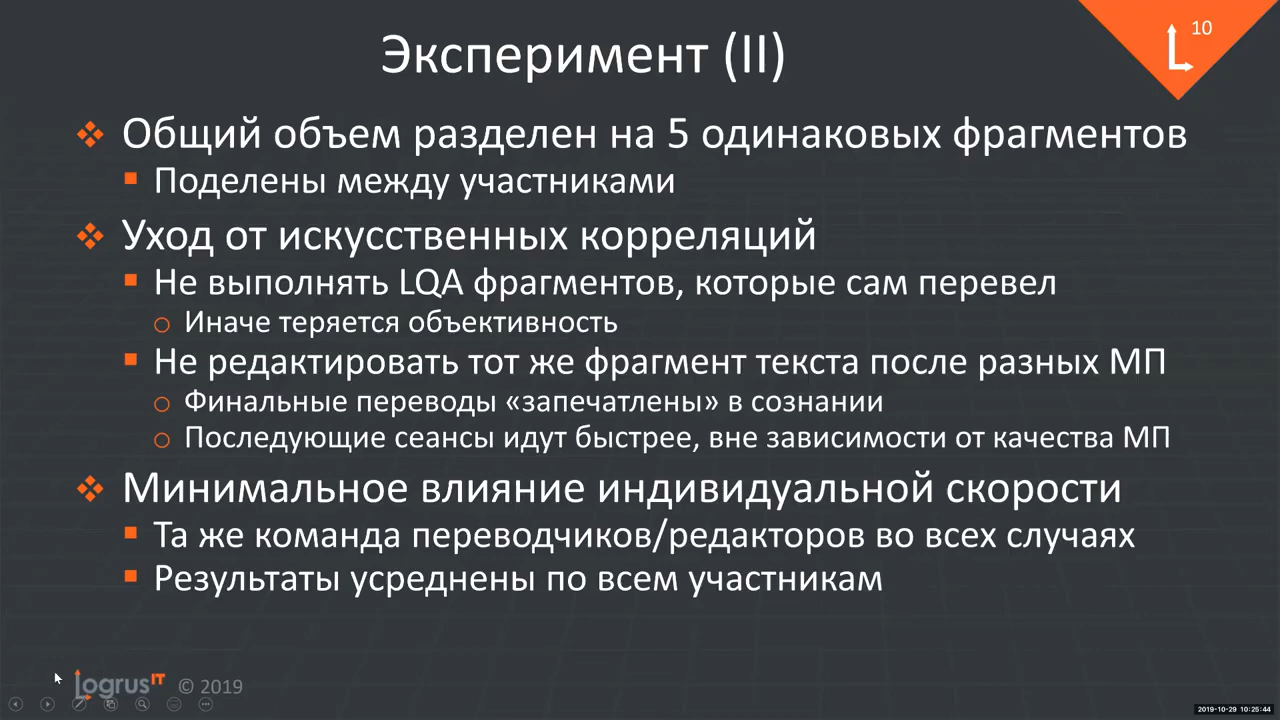 Эксперимент (II)
10
Общий объем разделен на 5 одинаковых фрагментов
Поделены между участниками
Уход от искусственных корреляций
Не выполнять LQA фрагментов, которые сам перевел
Иначе теряется объективность
Не редактировать тот же фрагмент текста после разных МП
Финальные переводы «запечатлены» в сознании
Последующие сеансы идут быстрее, вне зависимости от качества МП
Минимальное влияние индивидуальной скорости
Та же команда переводчиков/редакторов во всех случаях
Результаты усреднены по всем участникам
logrusIT © 2019
2019-10-29 10:25:44